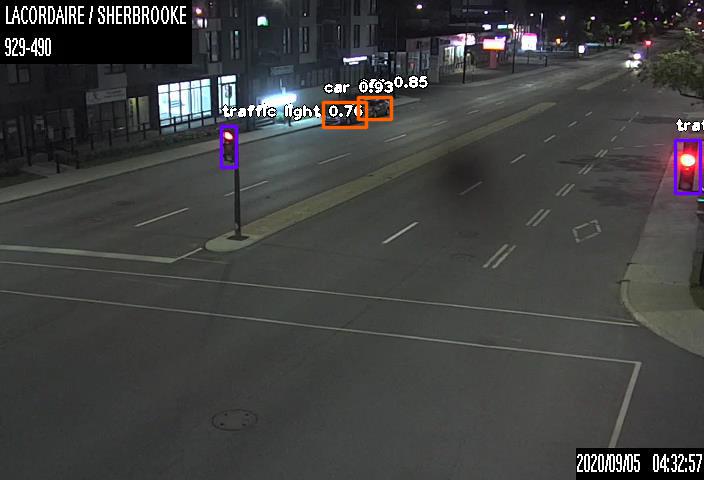 LACORDAIRE / SHERBROOKE
929-490
car 0.93
0.85
traffic light 0.76
traf
2020/09/05 04:32:57